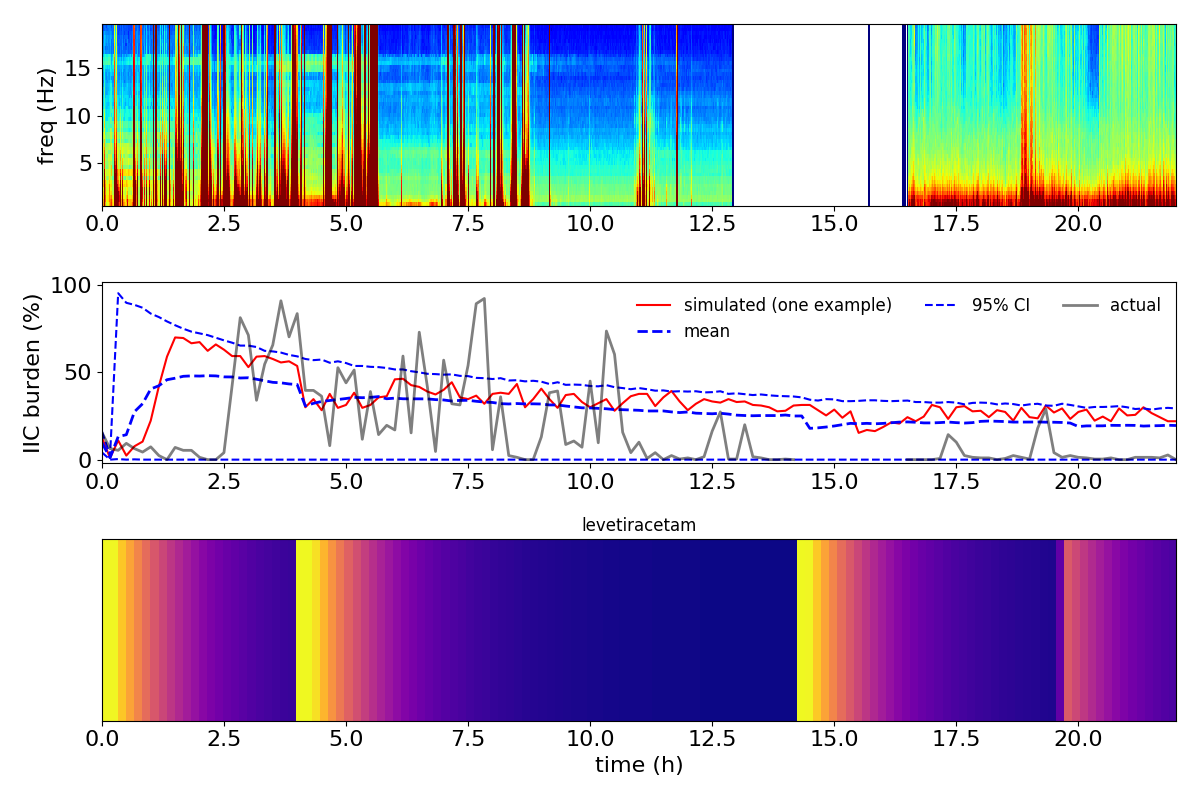 freq (Hz)
15
10
5
0.0 2.5 5.0 7.5 10.0 12.5 15.0 17.5 20.0
IIC burden (%)
100
50
0
simulated (one example) 95% CI actual
mean
0.0 2.5 5.0 7.5 10.0 12.5 15.0 17.5 20.0
levetiracetam
0.0 2.5 5.0 7.5 10.0 12.5 15.0 17.5 20.0
time (h)